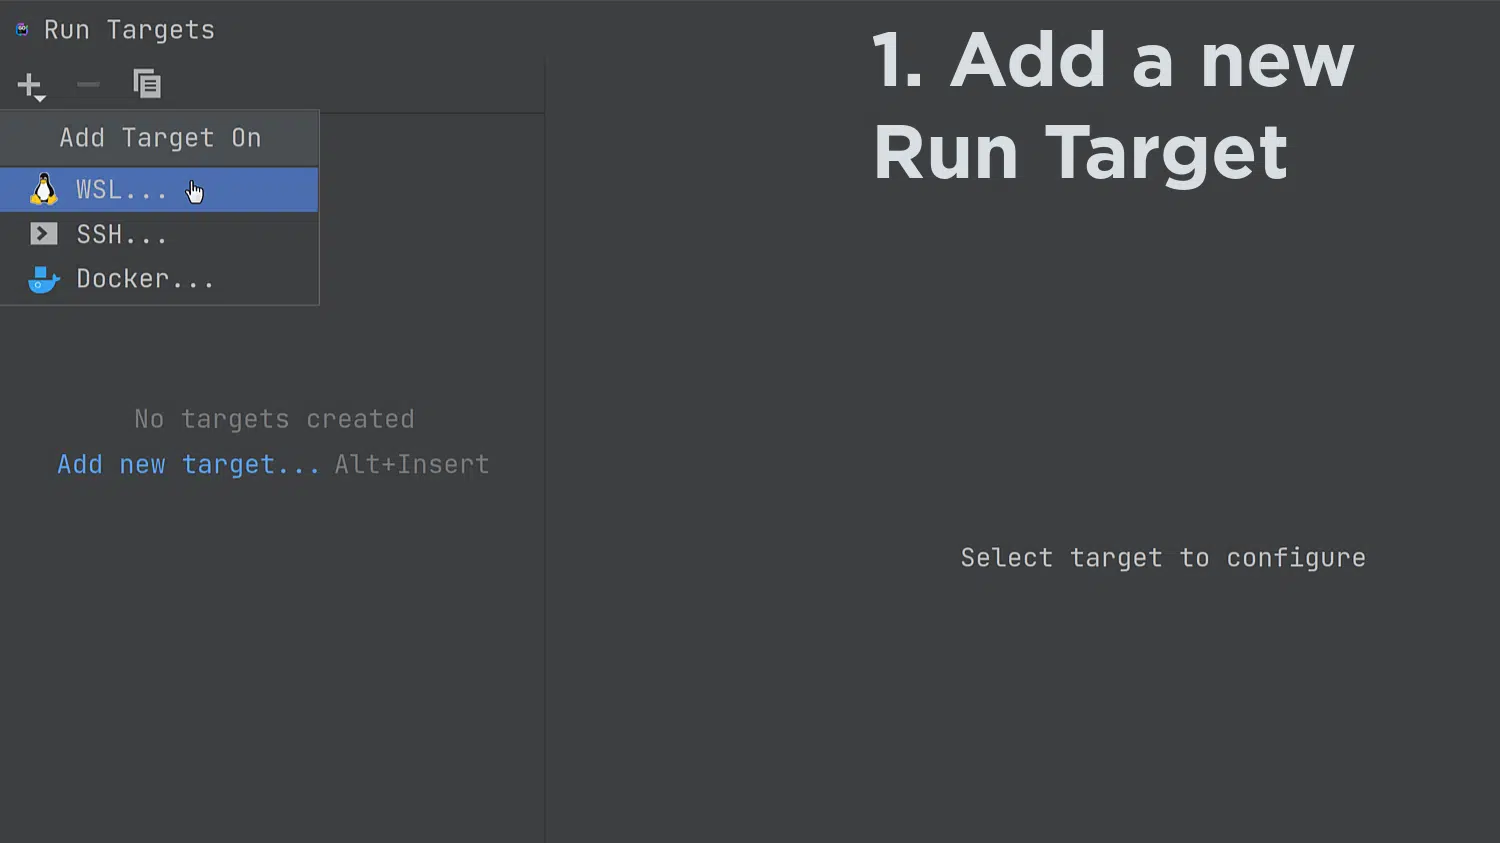 Run Targets
1. Add a new
Run Target
Add Target On
WSL...
SSH...
Docker...
No targets created
Add new target... Alt+Insert
Select target to configure